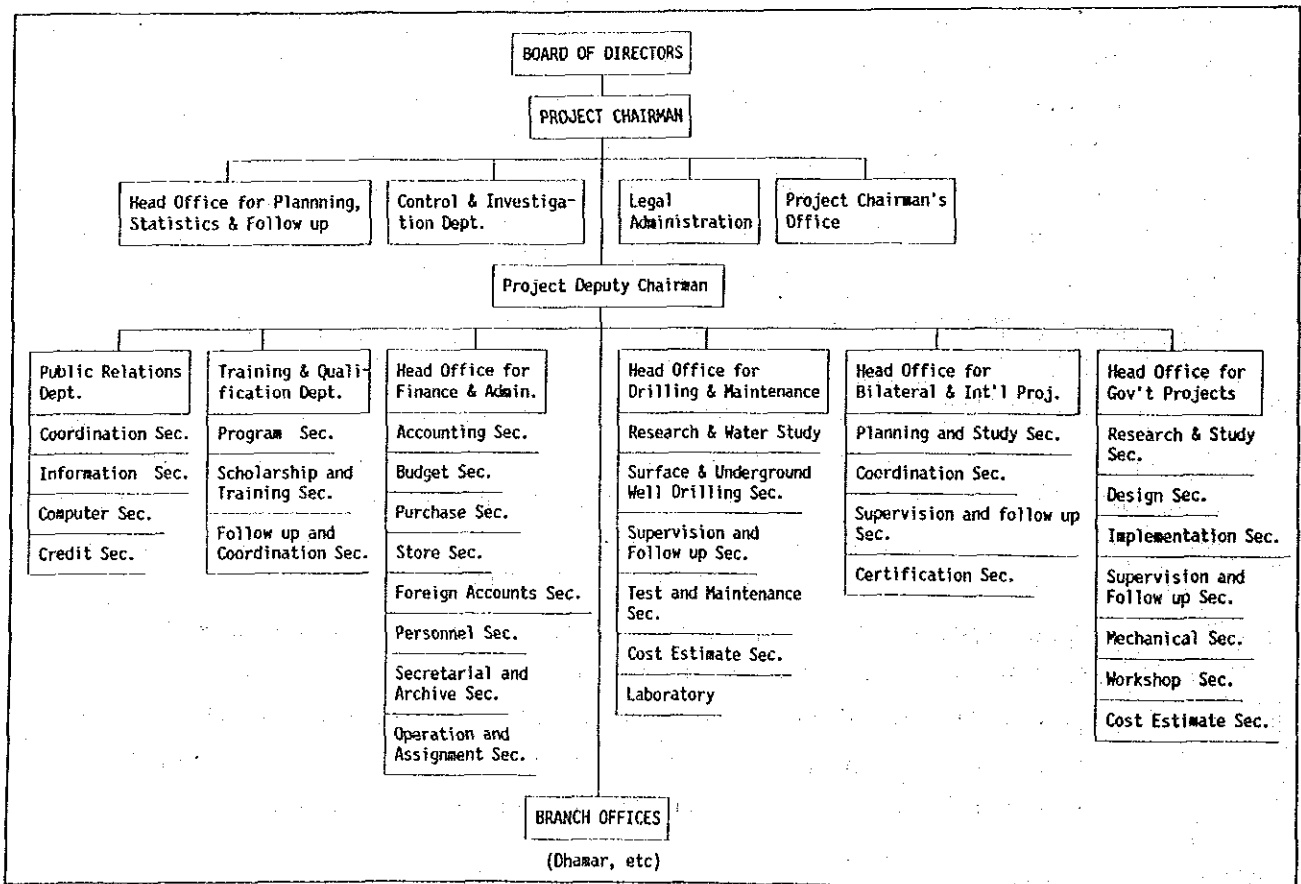 BOARD OF DIRECTORS
PROJECT CHAIRMAN
Head Office for Plannning,
Statistics & Follow up
Control & Investiga-
tion Dept.
Legal
Administration
Project Chairman's
Office
Project Deputy Chairman
Public Relations
Dept.
Coordination Sec.
Information Sec.
Computer Sec.
Credit Sec.
Training & Quali-
fication Dept.
Program Sec.
Scholarship and
Training Sec.
Follow up and
Coordination Sec.
Head Office for
Finance & Admin.
Accounting Sec.
Budget Sec.
Purchase Sec.
Store Sec.
Foreign Accounts Sec.
Personnel Sec.
Secretarial and
Archive Sec.
Operation and
Assignment Sec.
Head Office for
Drilling & Maintenance
Research & Water Study
Surface & Underground
Well Drilling Sec.
Supervision and
Follow up Sec.
Test and Maintenance
Sec.
Cost Estimate Sec.
Laboratory
Head Office for
Bilateral & Int'l Proj.
Planning and Study Sec.
Coordination Sec.
Supervision and follow up
Sec.
Certification Sec.
Head Office for
Gov't Projects
Research & Study
Sec.
Design Sec.
Implementation Sec.
Supervision and
Follow up Sec.
Mechanical Sec.
Workshop Sec.
Cost Estimate Sec.
BRANCH OFFICES
(Dhamar, etc)